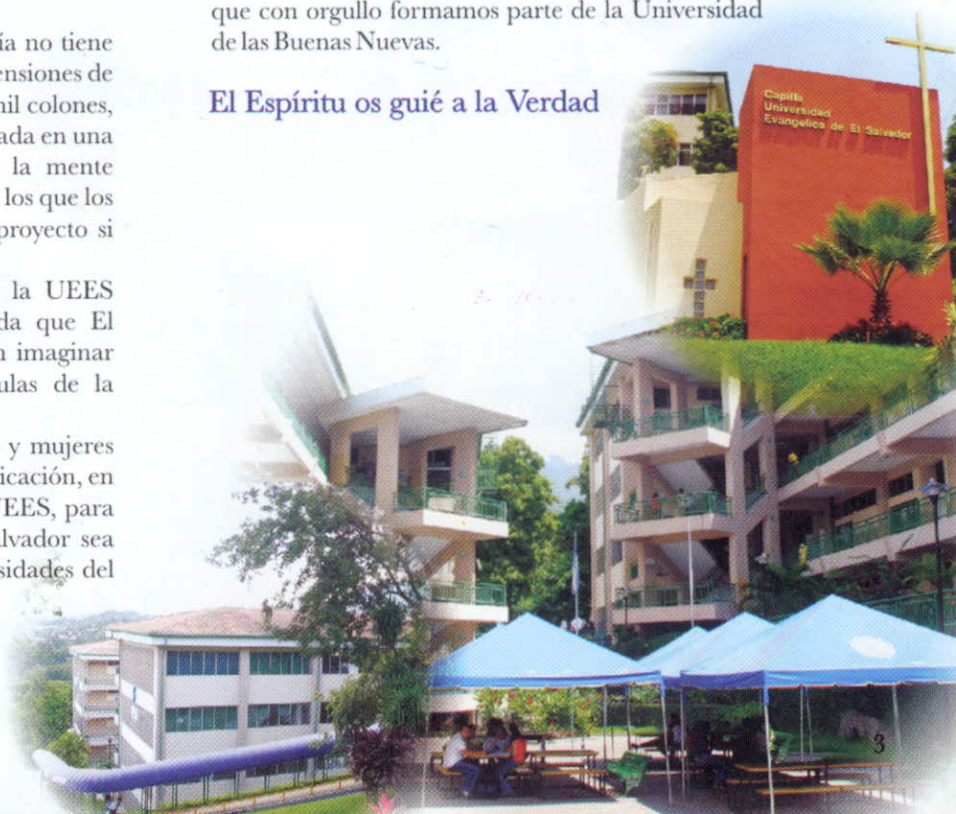 ía no tiene
ensiones de
nil colones,
ada en una
la mente
los que los
proyecto si
la UEES
da que El
n imaginar
ulas de la
y mujeres
icación, en
UEES, para
alvador sea
sidades del
que con orgullo formamos parte de la Universidad
de las Buenas Nuevas.
El Espíritu os guié a la Verdad
Capilla
Universidad
Evangelica de El Salvador
3